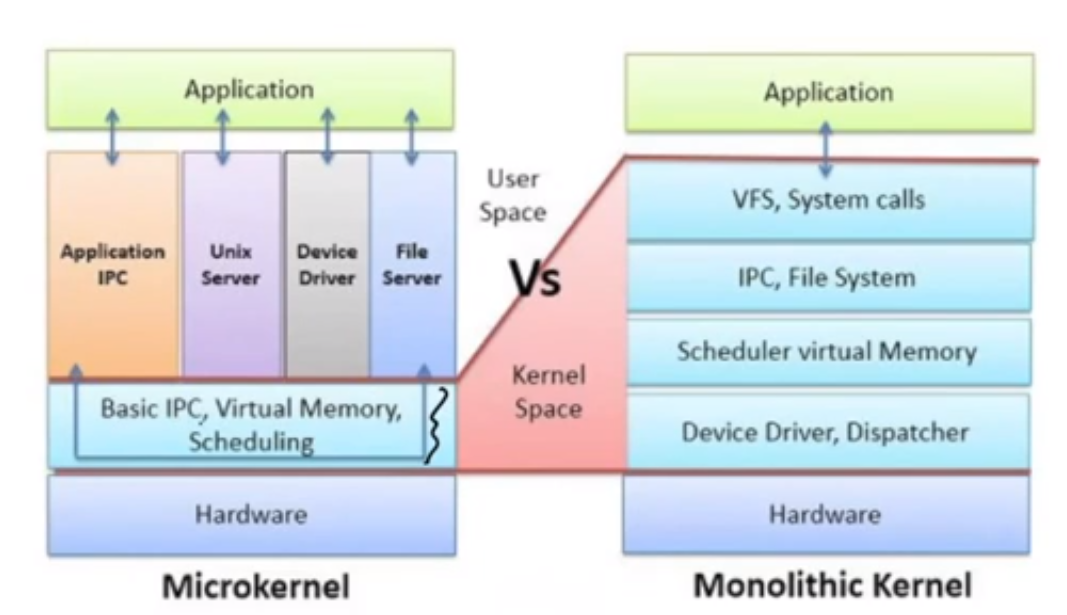 Application
Application
IPC
Unix
Server
Device
Driver
File
Server
Basic IPC, Virtual Memory,
Scheduling
Hardware
Microkernel
User
Space
Vs
Kernel
Space
Application
VFS, System calls
IPC, File System
Scheduler virtual Memory
Device Driver, Dispatcher
Hardware
Monolithic Kernel